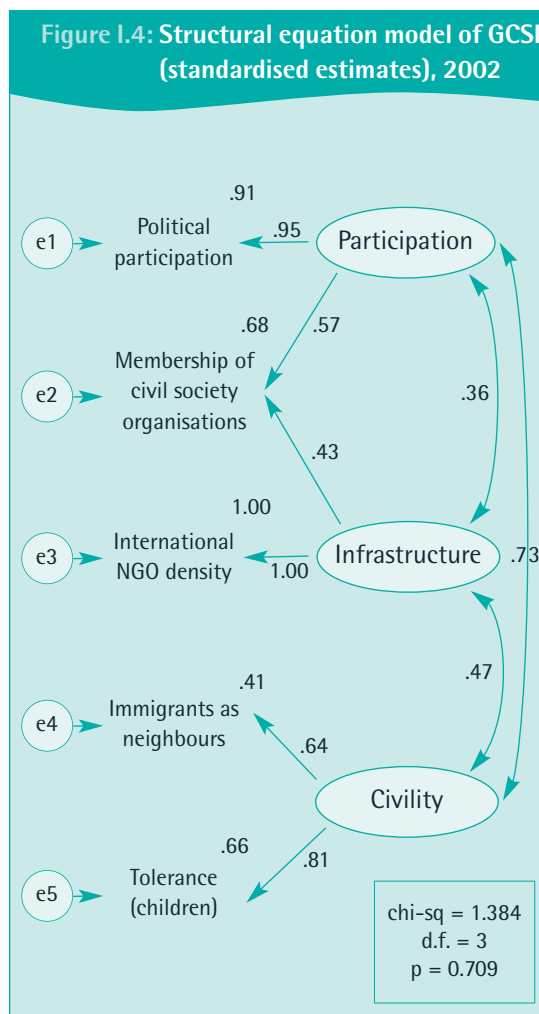 Figure I.4: Structural equation model of GCSE
(standardised estimates), 2002
.91
e1
Political
participation
.95
Participation
.68
.57
e2
Membership of
civil society
organisations
.36
.43
1.00
e3
International
NGO density
1.00
Infrastructure
.73
.41
.47
e4
Immigrants as
neighbours
.64
Civility
.66
.81
e5
Tolerance
(children)
chi-sq = 1.384
d.f. = 3
p = 0.709